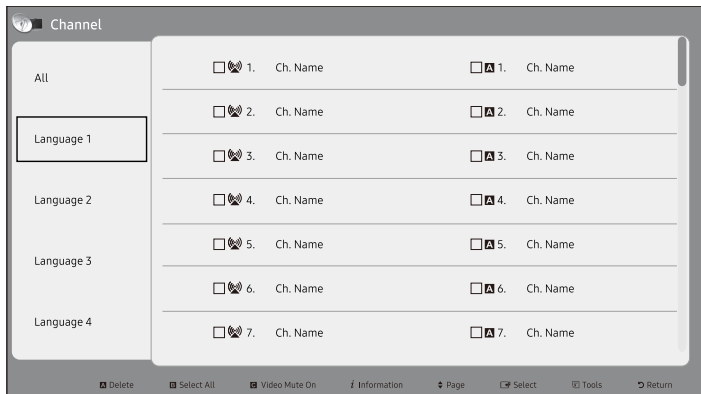 Channel
All
Language 1
Language 2
Language 3
Language 4
1. Ch. Name A 1. Ch. Name
2. Ch. Name A 2. Ch. Name
3. Ch. Name A 3. Ch. Name
4. Ch. Name A 4. Ch. Name
5. Ch. Name A 5. Ch. Name
6. Ch. Name A 6. Ch. Name
7. Ch. Name A 7. Ch. Name
A Delete B Select All C Video Mute On i Information Page Select Tools Return